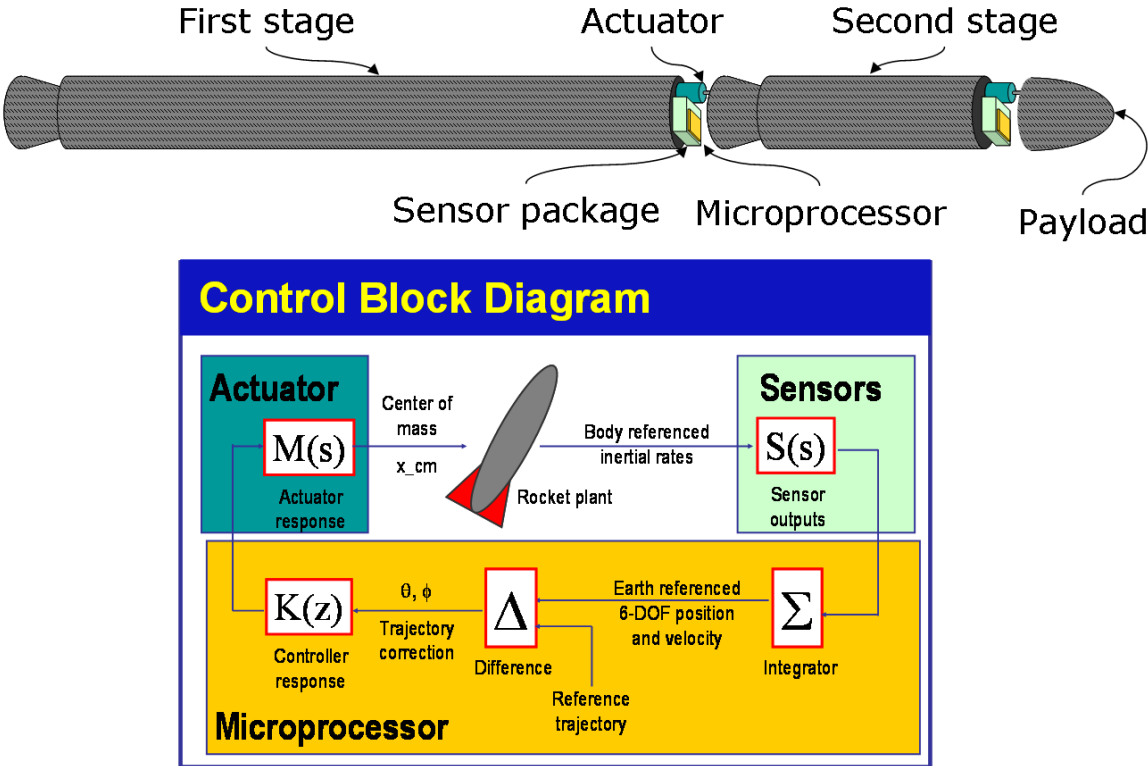 First stage
Actuator
Second stage
Sensor package
Microprocessor
Payload
Control Block Diagram
Actuator
M(s)
Actuator
response
Center of
mass
x_cm
Rocket plant
Body referenced
inertial rates
Sensors
S(s)
Sensor
outputs
K(z)
Controller
response
θ, ϕ
Trajectory
correction
Δ
Difference
Earth referenced
6-DOF position
and velocity
Σ
Integrator
Reference
trajectory
Microprocessor